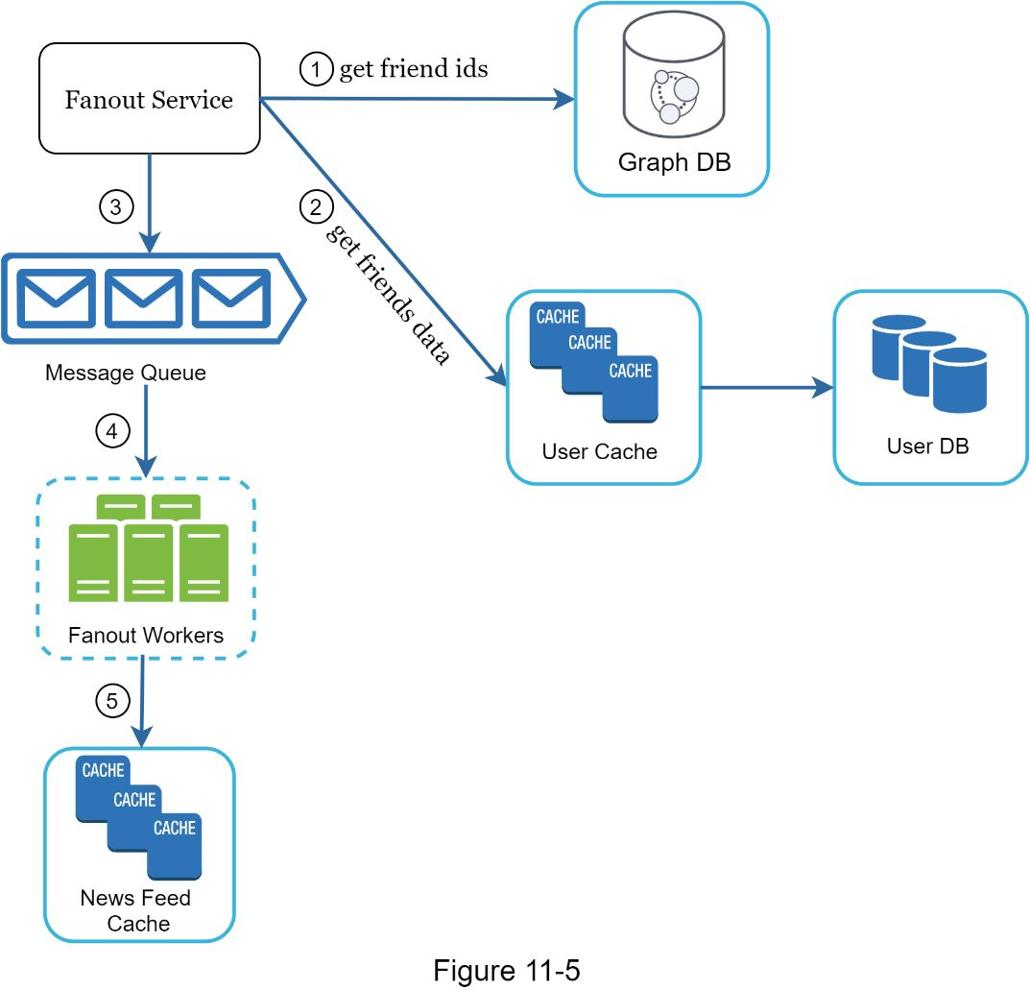 Fanout Service
1 get friend ids
Graph DB
2 get friends data
3
Message Queue
CACHE
CACHE
CACHE
User Cache
User DB
4
Fanout Workers
5
CACHE
CACHE
CACHE
News Feed
Cache
Figure 11-5